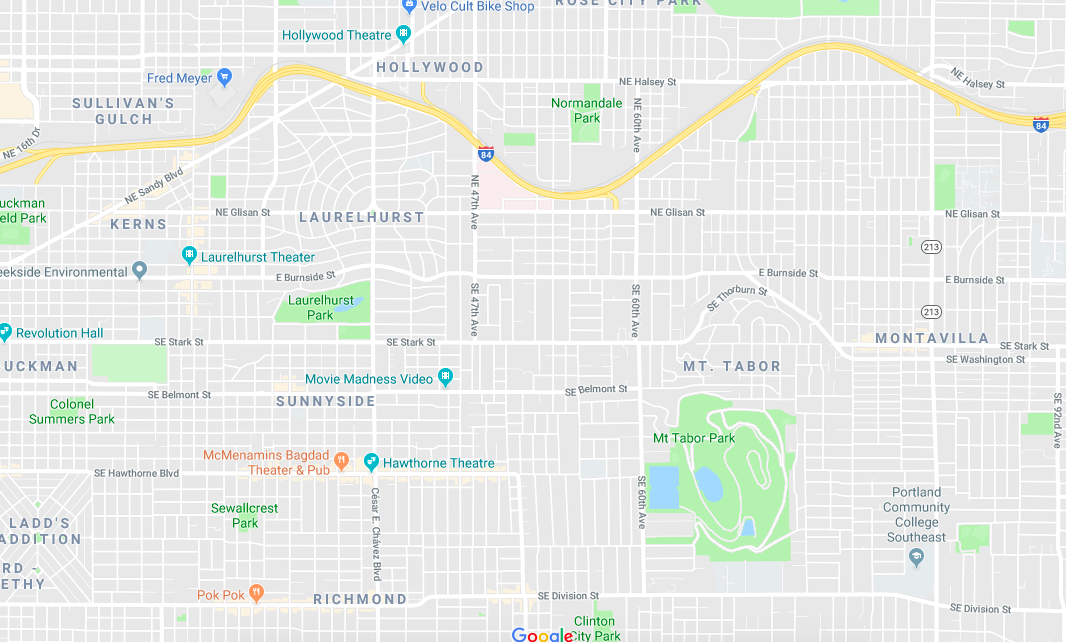 Velo Cult Bike Shop
ROSE CITY PARK
Hollywood Theatre
HOLLYWOOD
Fred Meyer
NE Halsey St
NE Halsey St
SULLIVAN'S
GULCH
Normandale
Park
NE 60th Ave
84
NE 16th Dr
84
NE Sandy Blvd
NE 47th Ave
uckman
eld Park
KERNS
NE Glisan St
LAURELHURST
NE Glisan St
NE Glisan St
213
Laurelhurst Theater
eekside Environmental
E Burnside St
E Burnside St
E Burnside St
SE Thorburn St
Laurelhurst
Park
SE 47th Ave
SE 60th Ave
213
Revolution Hall
SE Stark St
SE Stark St
MONTAVILLA
SE Stark St
SE Washington St
UCKMAN
MT. TABOR
Movie Madness Video
SE Belmont St
SE Belmont St
SUNNYSIDE
Colonel
Summers Park
SE 92nd Ave
Mt Tabor Park
McMenamins Bagdad
Theater & Pub
Hawthorne Theatre
SE Hawthorne Blvd
SE 60th Ave
César E. Chávez Blvd
Portland
Community
College
Southeast
Sewallcrest
Park
LADD'S
ADDITION
RD -
ETHY
Pok Pok
RICHMOND
SE Division St
SE Division St
Clinton
City Park
Google